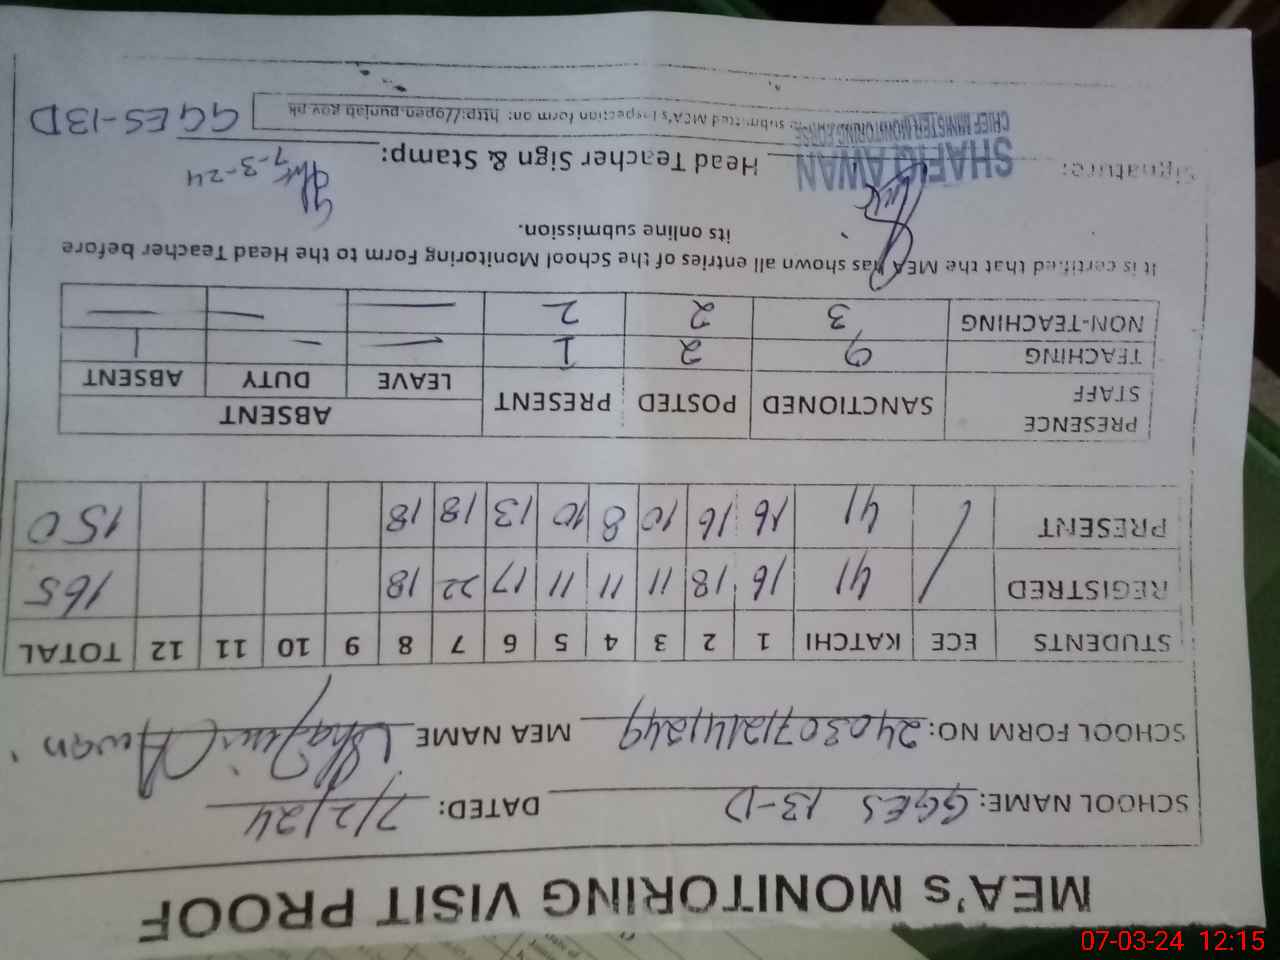 MEA's MONITORING VISIT PROOF
SCHOOL NAME: GGES 13-D DATED: 7/2/24
SCHOOL FORM NO: 2403071241249 MEA NAME Shafiq Awan
STUDENTS ECE KATCHI 1 2 3 4 5 6 7 8 9 10 11 12 TOTAL
REGISTRED / 41 16 18 11 11 11 17 22 18 165
PRESENT 41 16 16 10 8 10 13 18 18 150
PRESENCE STAFF SANCTIONED POSTED PRESENT ABSENT
LEAVE DUTY ABSENT
TEACHING 9 2 1 — — 1
NON-TEACHING 3 2 2 — — —
It is certified that the MEA has shown all entries of the School Monitoring Form to the Head Teacher before
its online submission.
Signature: Head Teacher Sign & Stamp:
7-3-24
SHAFIQ AWAN
CHIEF MINISTER MONITORING FORCE
submitted MEA's inspection form on: http://open.punjab.gov.pk
GGES-13D
07-03-24 12:15